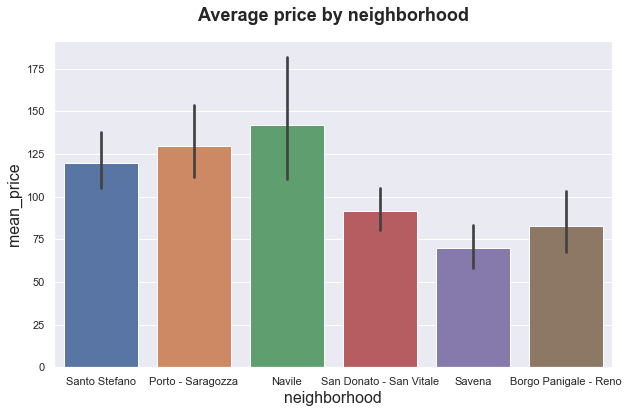 Average price by neighborhood
mean_price
175
150
125
100
75
50
25
0
Santo Stefano
Porto - Saragozza
Navile
San Donato - San Vitale
Savena
Borgo Panigale - Reno
neighborhood